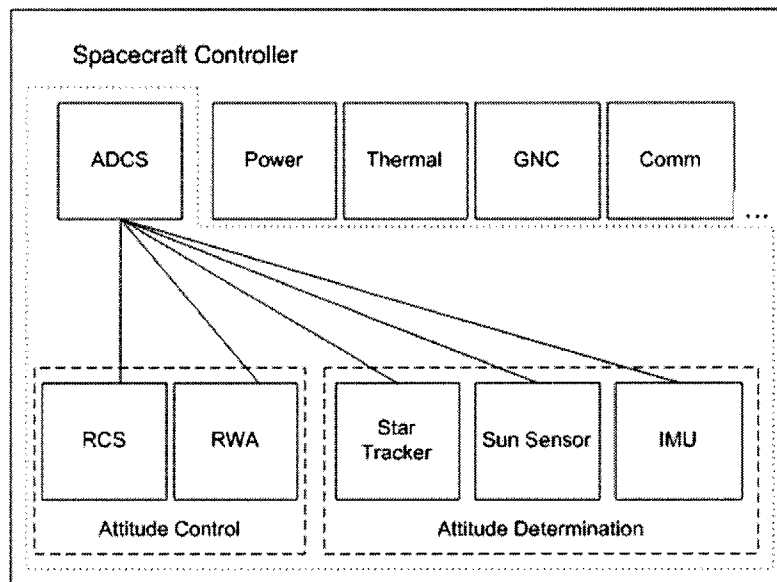 Spacecraft Controller
ADCS
Power
Thermal
GNC
Comm
...
RCS
RWA
Star
Tracker
Sun Sensor
IMU
Attitude Control
Attitude Determination